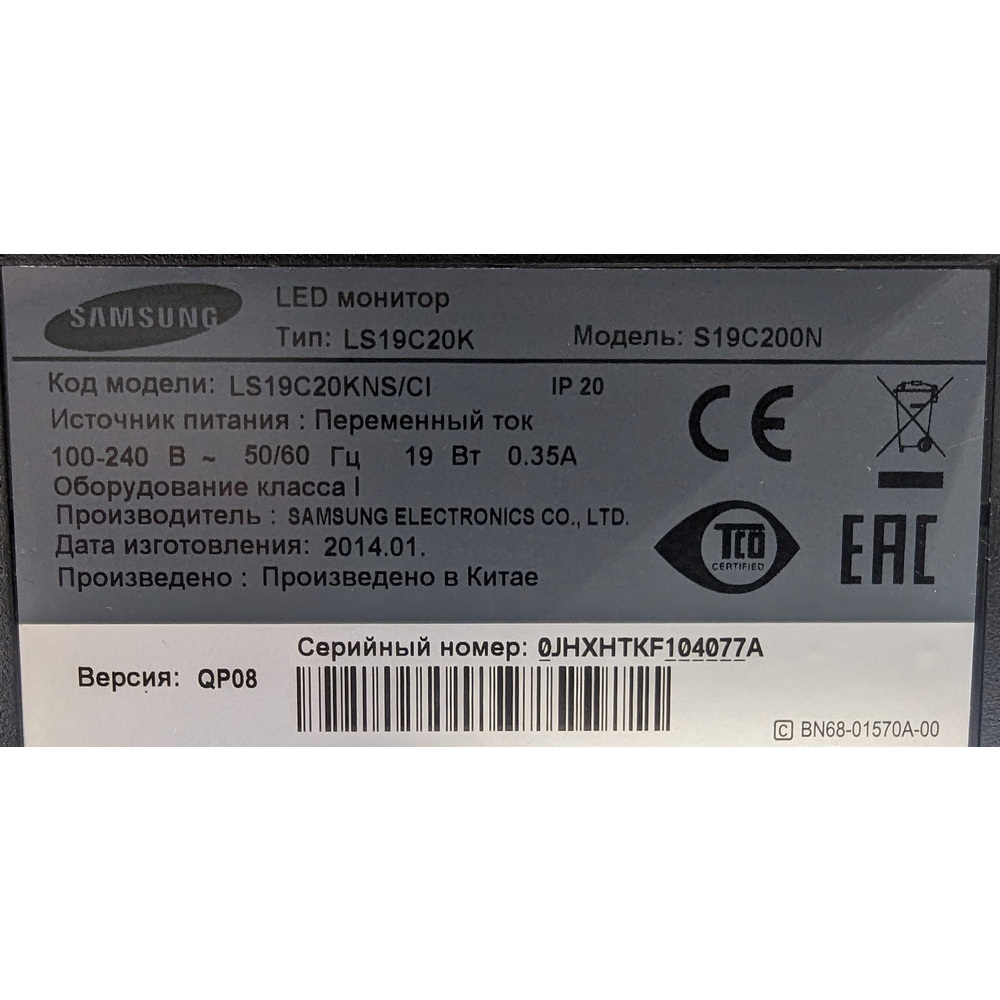 SAMSUNG
LED монитор
Тип: LS19C20K Модель: S19C200N
Код модели: LS19C20KNS/CI IP 20
Источник питания : Переменный ток
100-240 В ~ 50/60 Гц 19 Вт 0.35A
Оборудование класса I
Производитель : SAMSUNG ELECTRONICS CO., LTD.
Дата изготовления: 2014.01.
Произведено : Произведено в Китае
CE
TCO
CERTIFIED
EAC
Серийный номер: 0JHXHTKF104077A
Версия: QP08
C BN68-01570A-00